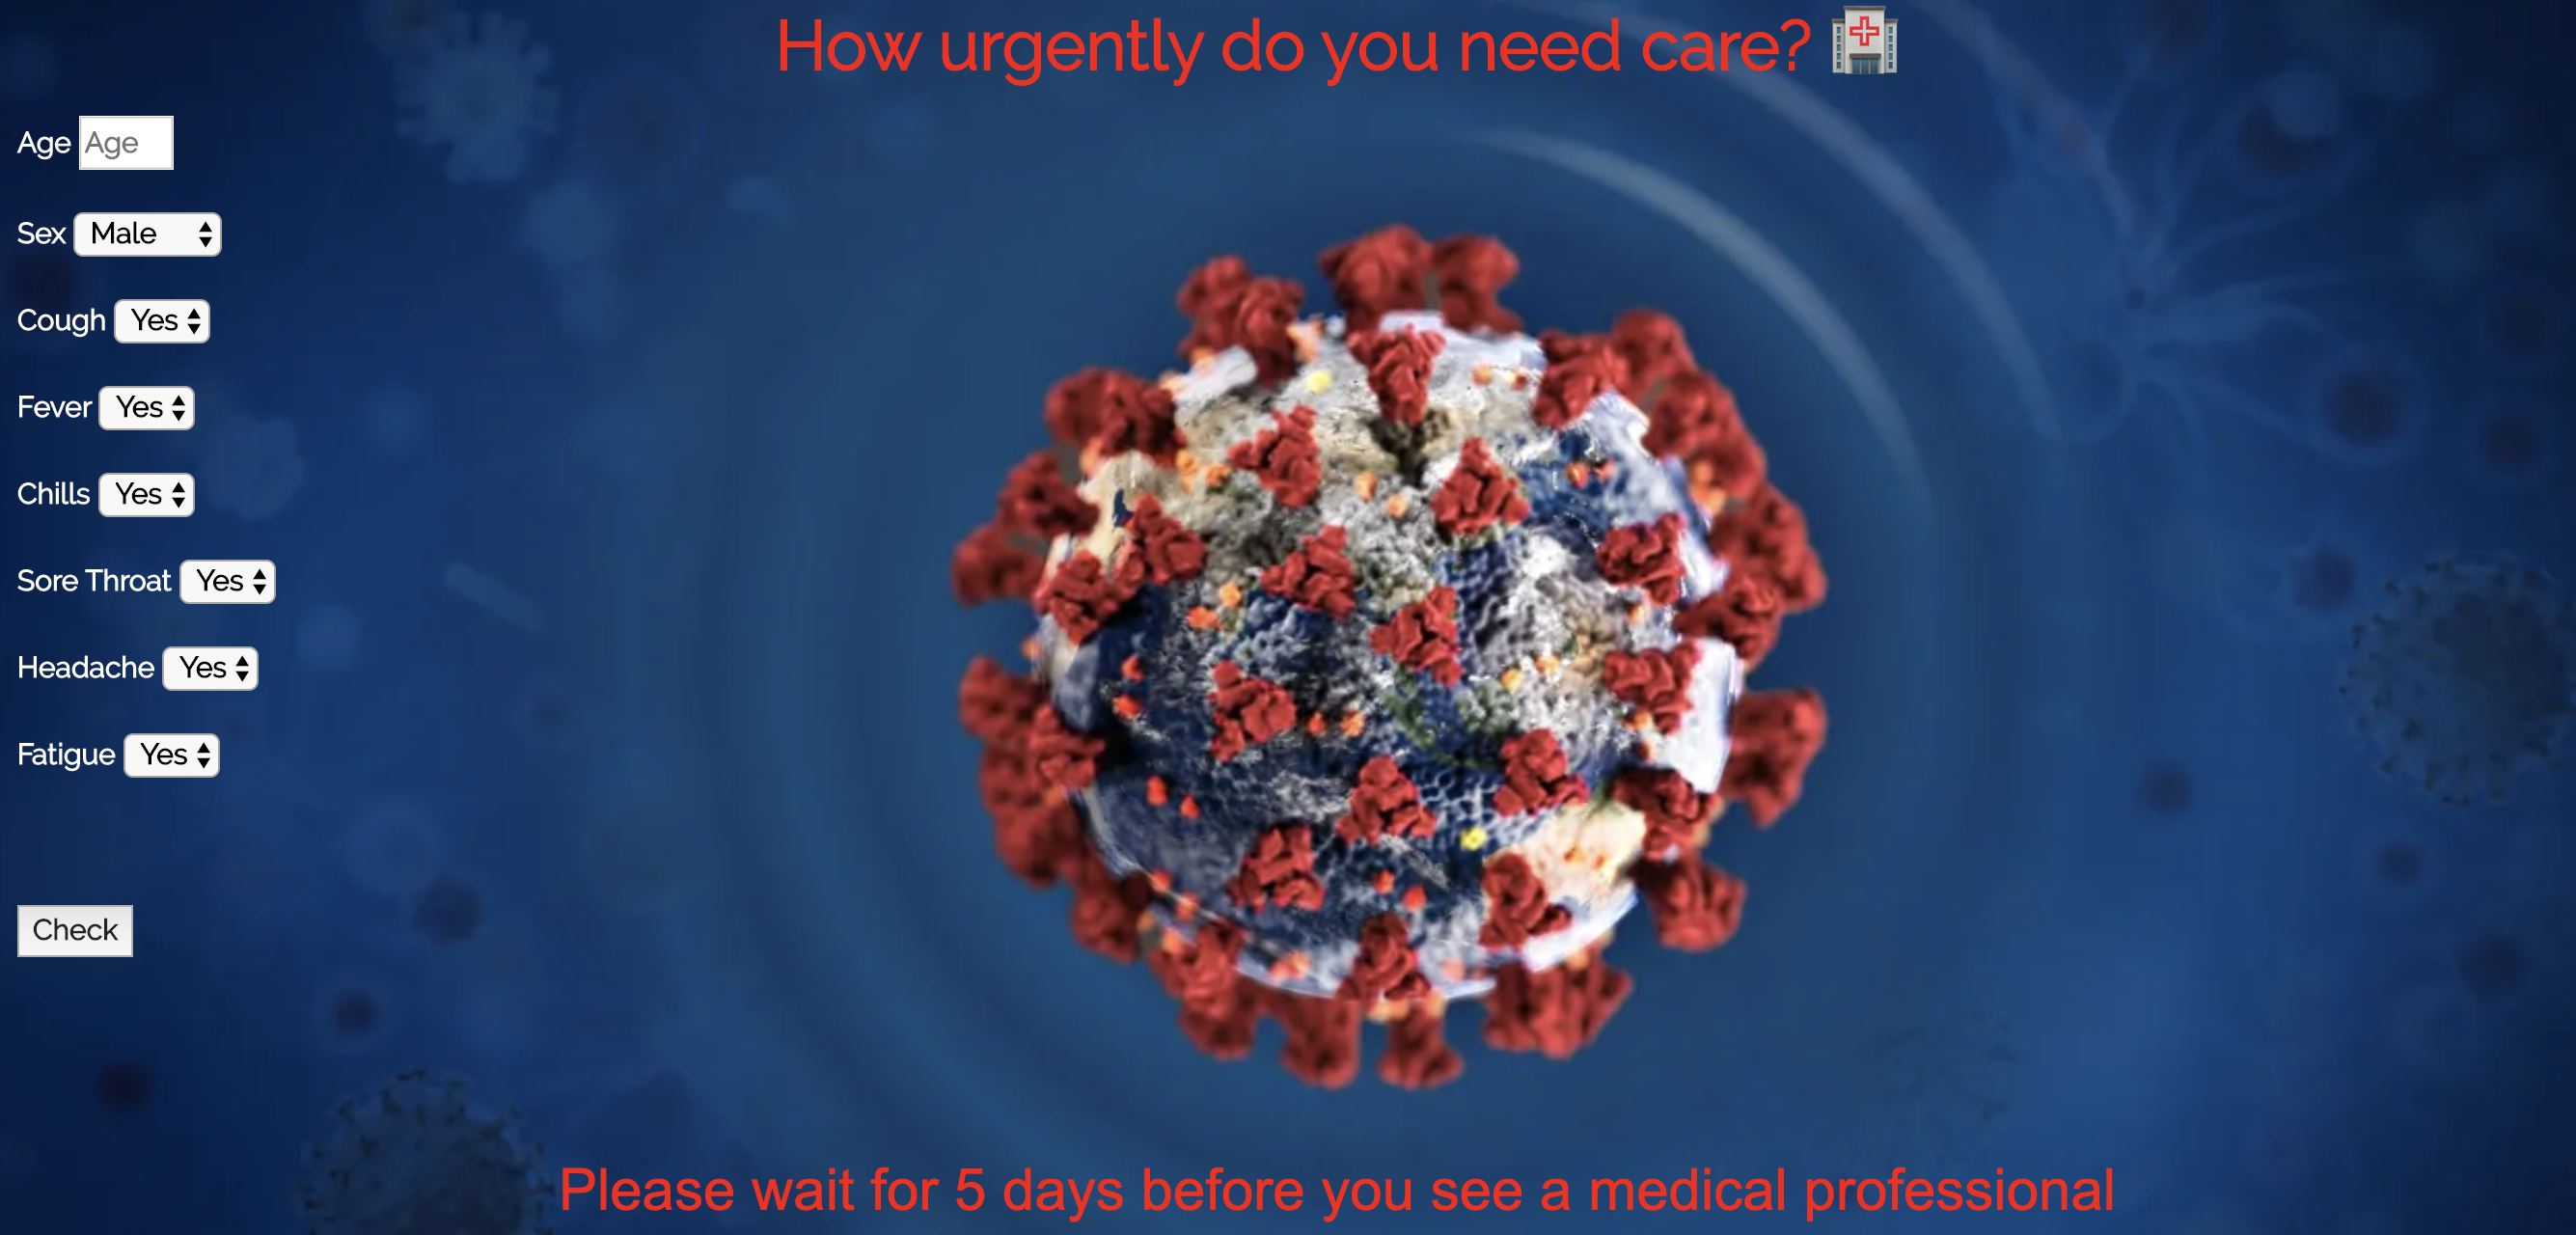 How urgently do you need care?
Age Age
Sex Male
Cough Yes
Fever Yes
Chills Yes
Sore Throat Yes
Headache Yes
Fatigue Yes
Check
Please wait for 5 days before you see a medical professional